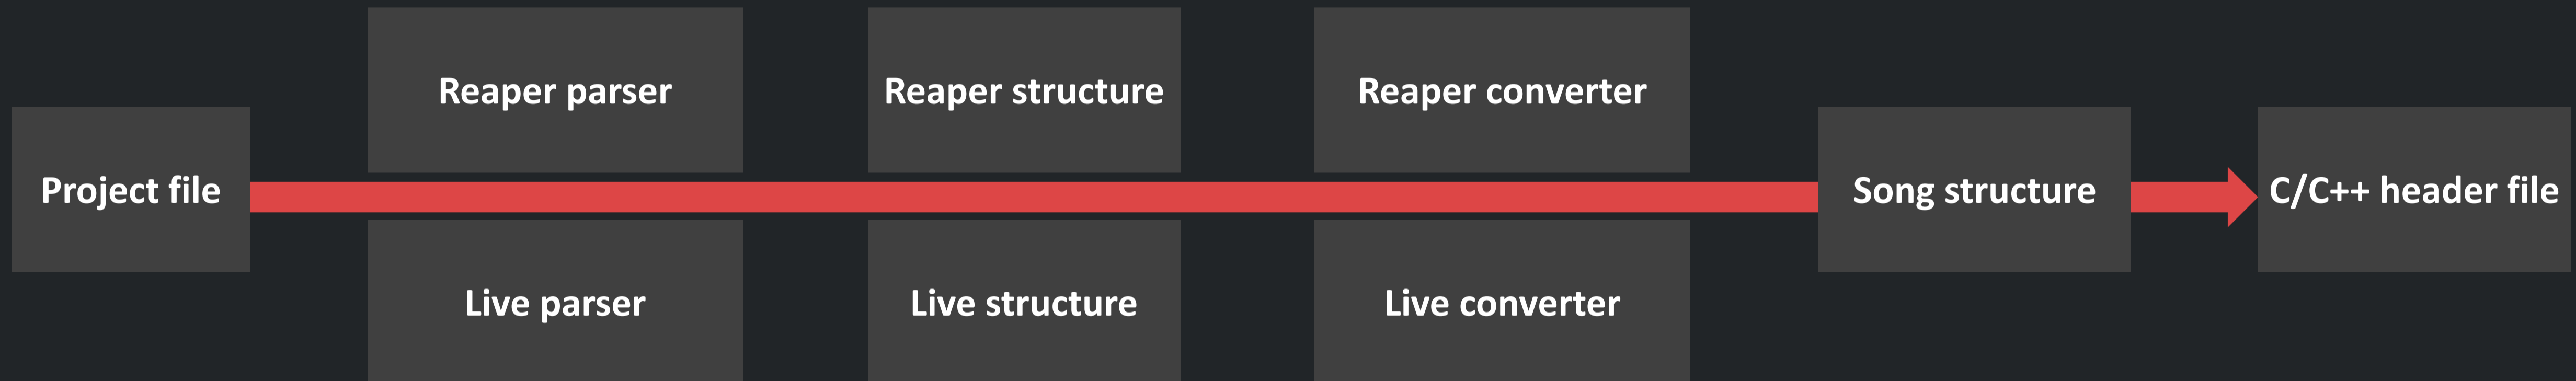 Project file
Reaper parser
Reaper structure
Reaper converter
Live parser
Live structure
Live converter
Song structure
C/C++ header file